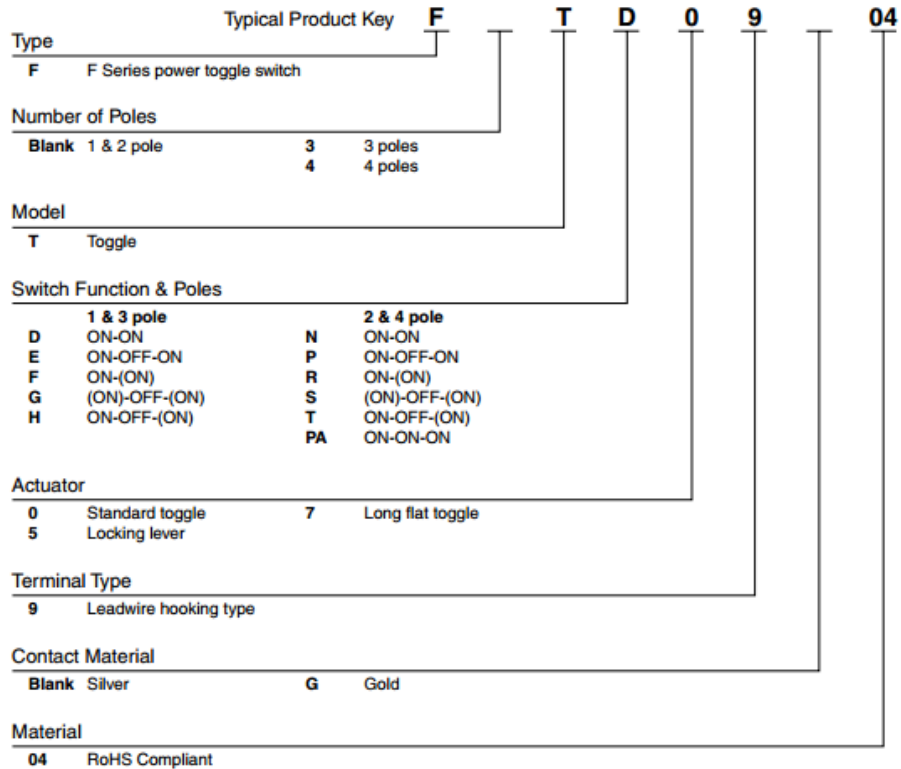 Typical Product Key F _ T D 0 9 _ 04
Type
F F Series power toggle switch
Number of Poles
Blank 1 & 2 pole 3 3 poles
4 4 poles
Model
T Toggle
Switch Function & Poles
1 & 3 pole 2 & 4 pole
D ON-ON N ON-ON
E ON-OFF-ON P ON-OFF-ON
F ON-(ON) R ON-(ON)
G (ON)-OFF-(ON) S (ON)-OFF-(ON)
H ON-OFF-(ON) T ON-OFF-(ON)
PA ON-ON-ON
Actuator
0 Standard toggle 7 Long flat toggle
5 Locking lever
Terminal Type
9 Leadwire hooking type
Contact Material
Blank Silver G Gold
Material
04 RoHS Compliant